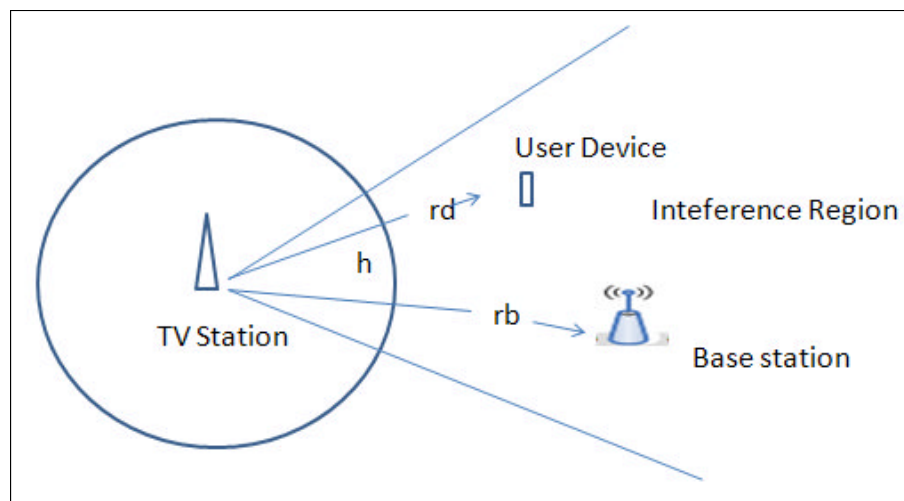 User Device
rd
Inteference Region
h
rb
TV Station
Base station